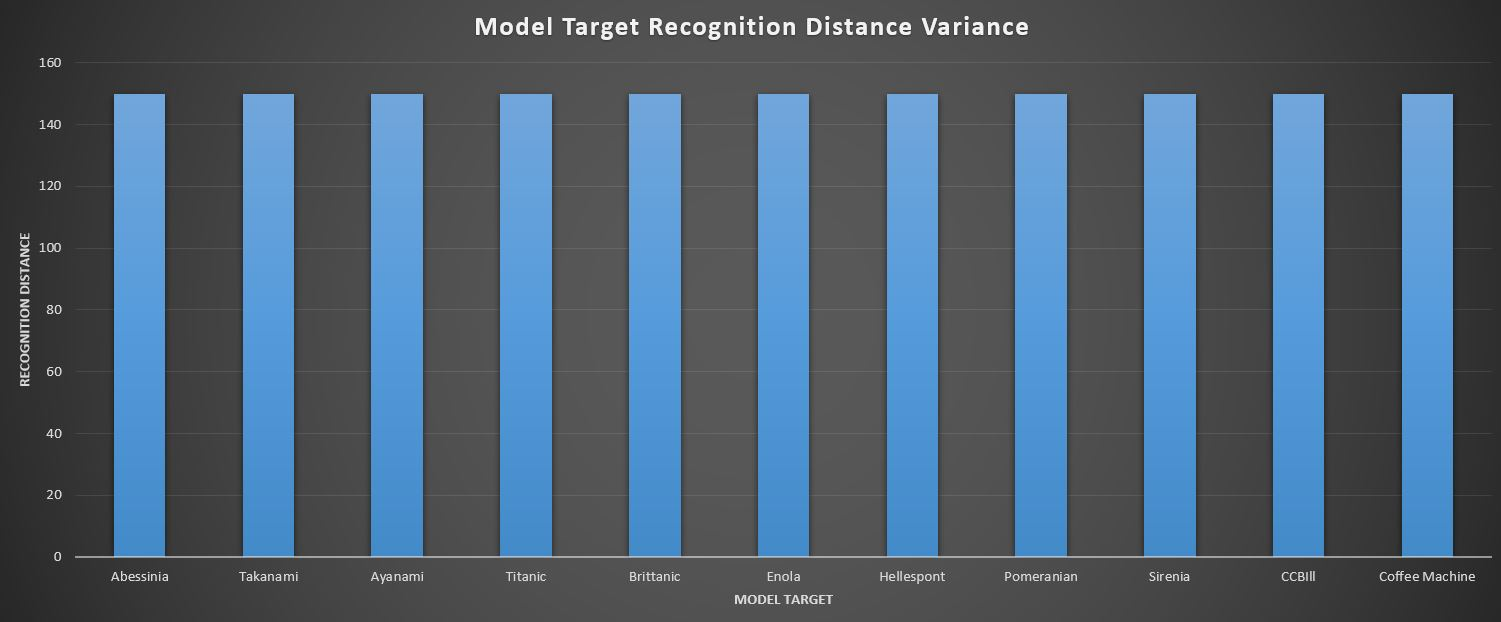 Model Target Recognition Distance Variance
160
140
120
100
80
60
40
20
0
RECOGNITION DISTANCE
Abessinia Takanami Ayanami Titanic Brittanic Enola Hellespont Pomeranian Sirenia CCBIll Coffee Machine
MODEL TARGET